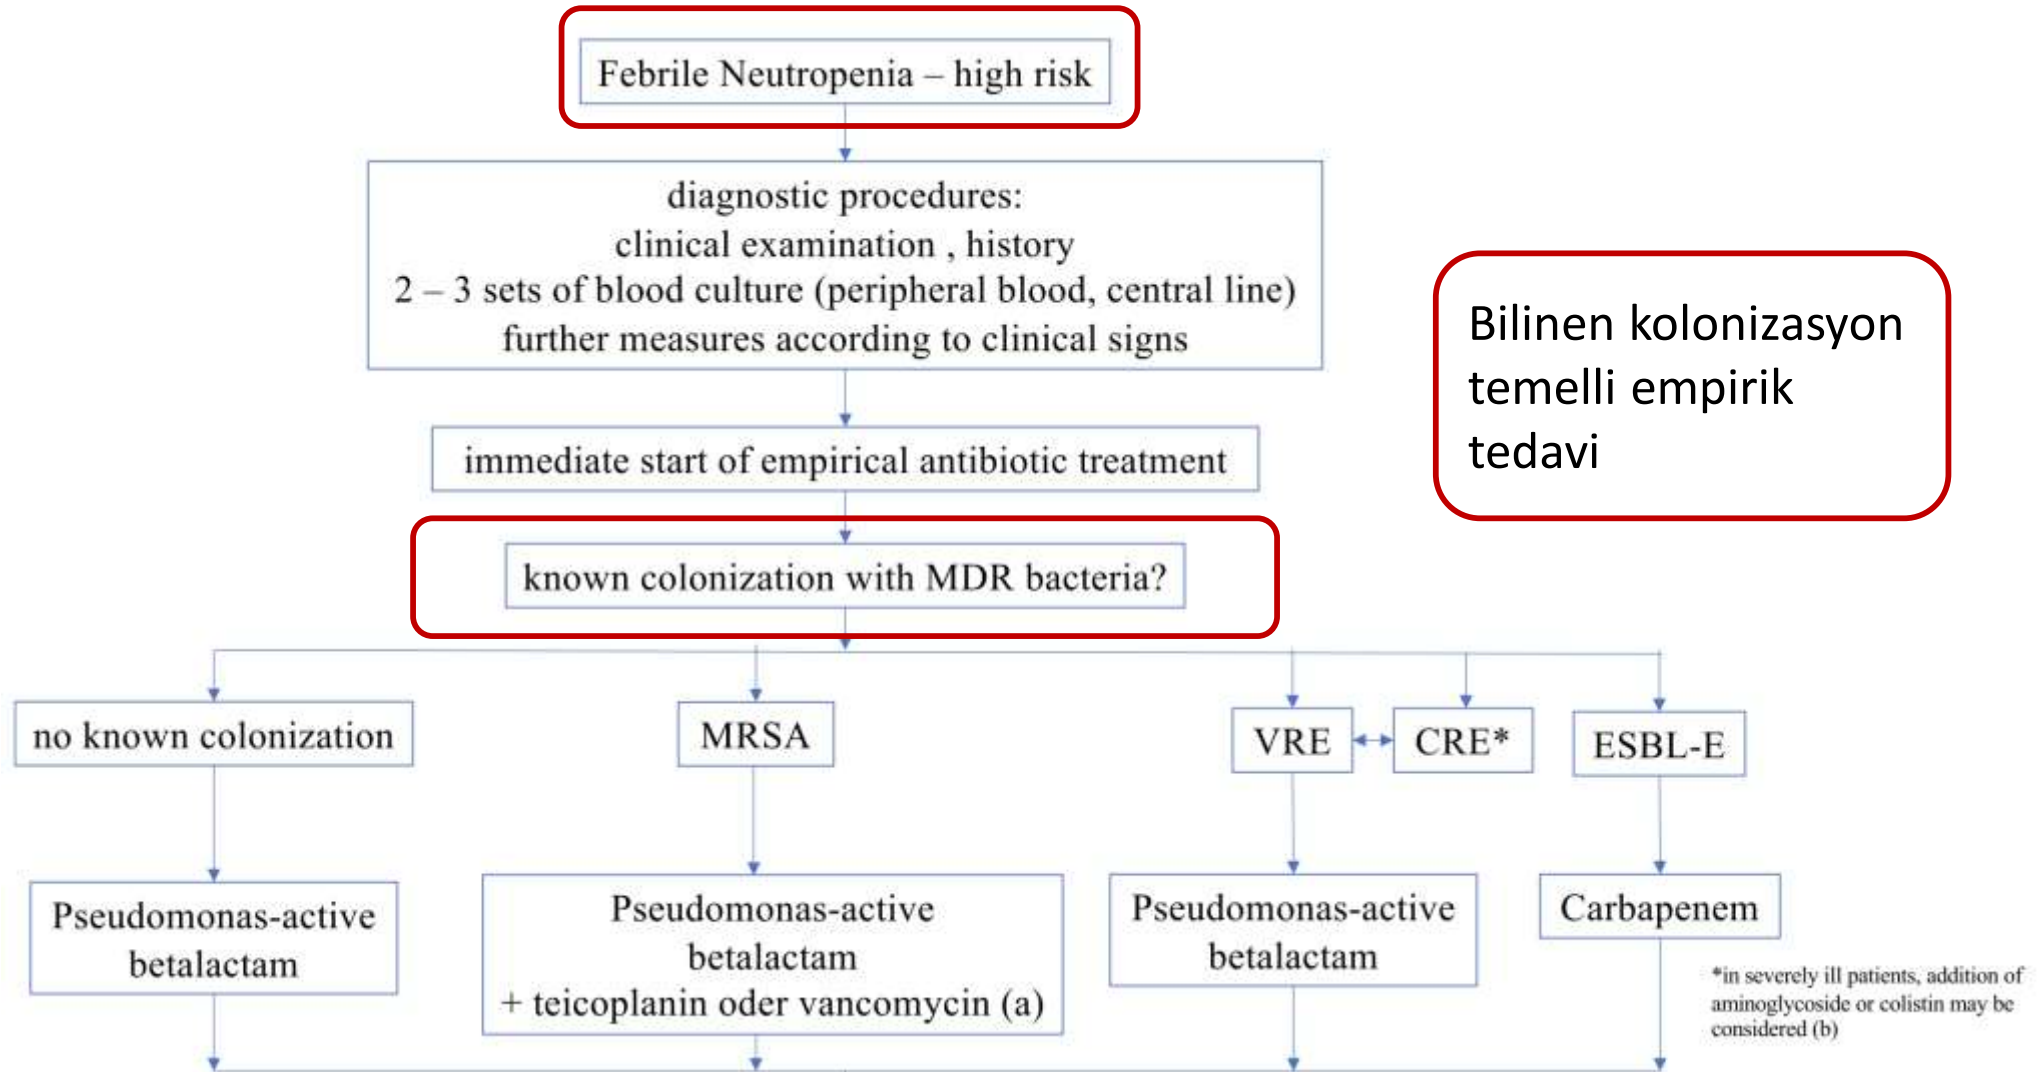 Febrile Neutropenia – high risk
diagnostic procedures:
clinical examination , history
2 – 3 sets of blood culture (peripheral blood, central line)
further measures according to clinical signs
Bilinen kolonizasyon
temelli empirik
tedavi
immediate start of empirical antibiotic treatment
known colonization with MDR bacteria?
no known colonization
MRSA
VRE
CRE*
ESBL-E
Pseudomonas-active
betalactam
Pseudomonas-active
betalactam
+ teicoplanin oder vancomycin (a)
Pseudomonas-active
betalactam
Carbapenem
*in severely ill patients, addition of
aminoglycoside or colistin may be
considered (b)